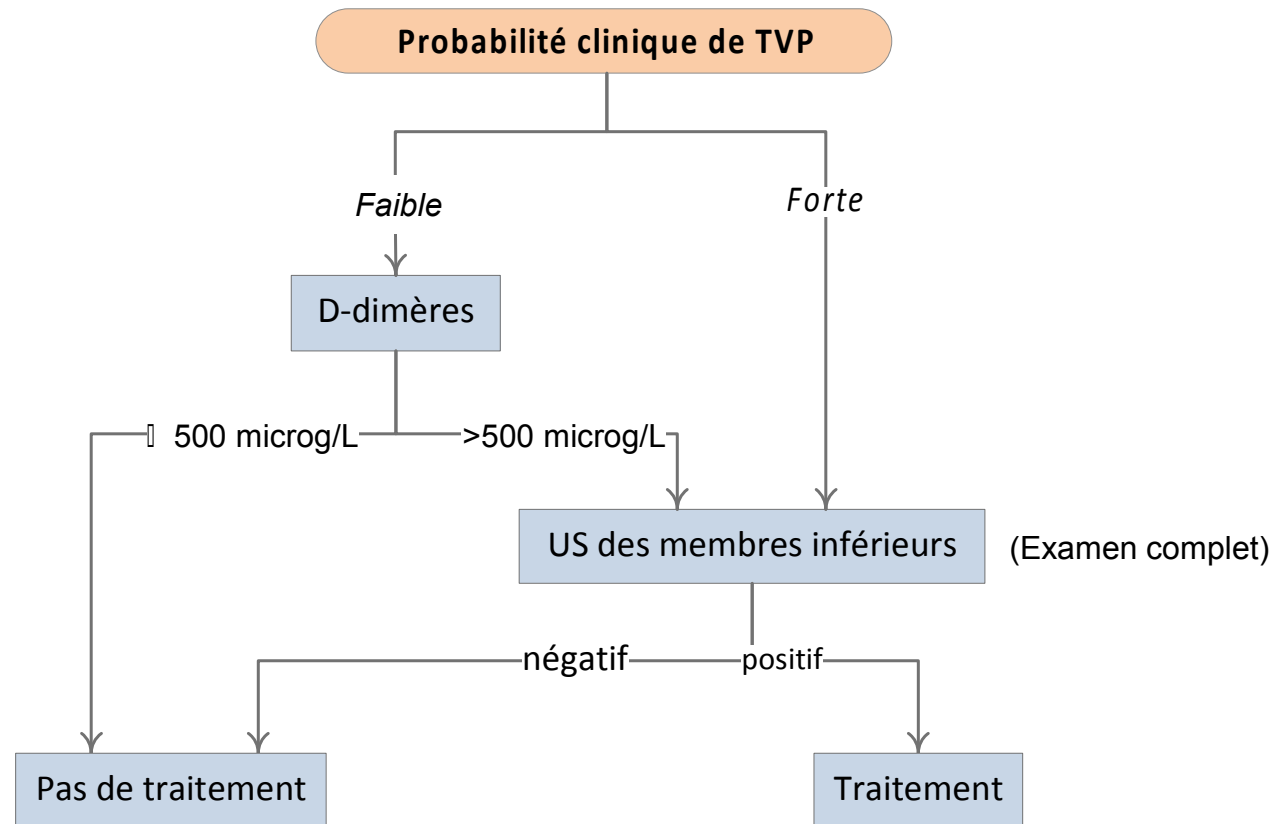 Probabilité clinique de TVP
Faible
Forte
D-dimères
500 microg/L
>500 microg/L
US des membres inférieurs
(Examen complet)
négatif
positif
Pas de traitement
Traitement